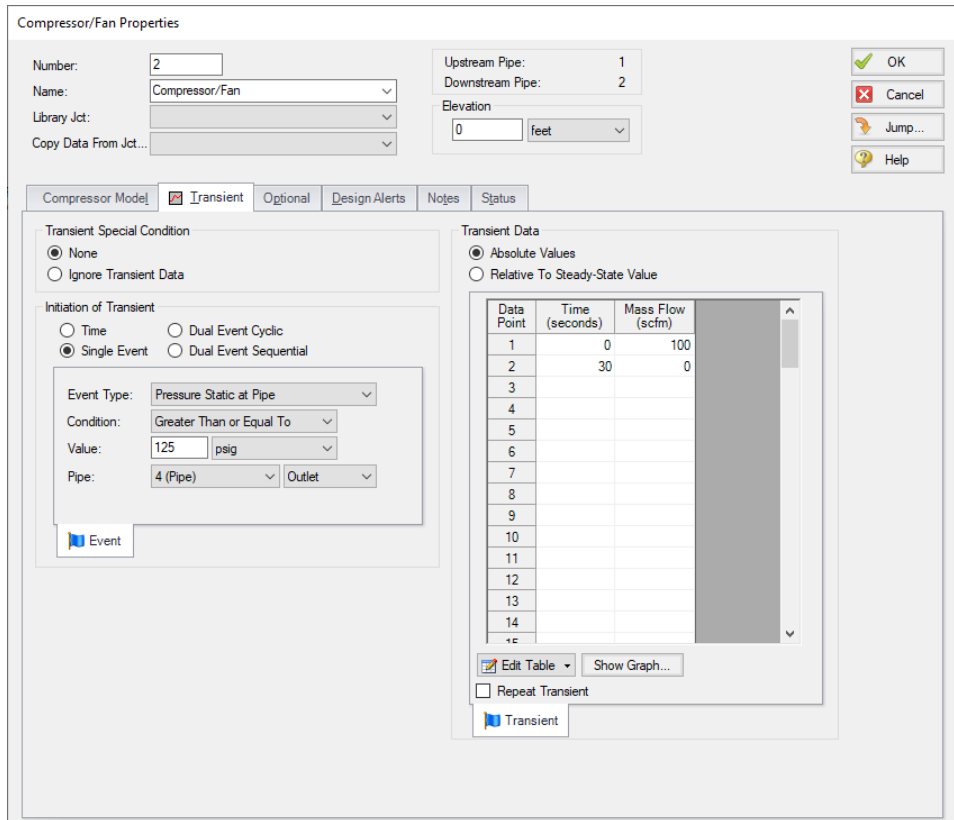 Compressor/Fan Properties
Number: 2
Name: Compressor/Fan
Library Jct:
Copy Data From Jct...
Upstream Pipe: 1
Downstream Pipe: 2
Elevation
0 feet
OK
Cancel
Jump...
Help
Compressor Model Transient Optional Design Alerts Notes Status
Transient Special Condition
None
Ignore Transient Data
Initiation of Transient
Time Dual Event Cyclic
Single Event Dual Event Sequential
Event Type: Pressure Static at Pipe
Condition: Greater Than or Equal To
Value: 125 psig
Pipe: 4 (Pipe) Outlet
Event
Transient Data
Absolute Values
Relative To Steady-State Value
Data Point Time (seconds) Mass Flow (scfm)
1 0 100
2 30 0
3
4
5
6
7
8
9
10
11
12
13
14
15
Edit Table Show Graph...
Repeat Transient
Transient